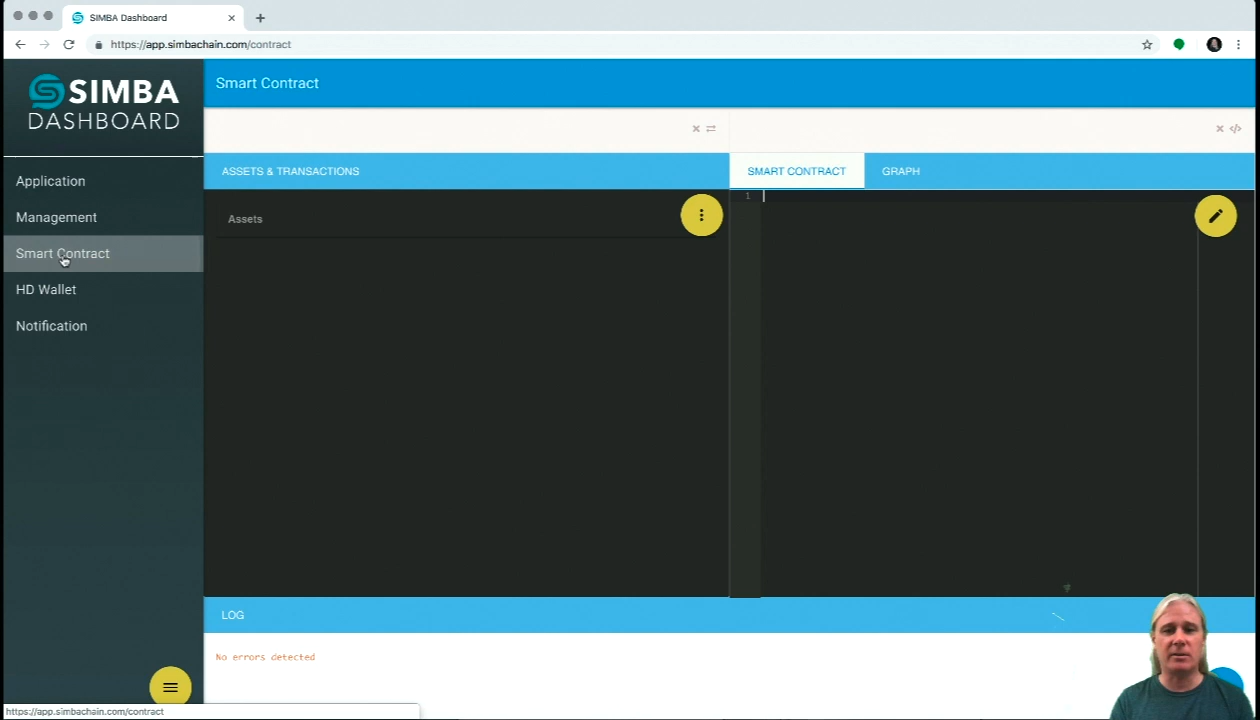 SIMBA Dashboard
https://app.simbachain.com/contract
SIMBA
DASHBOARD
Smart Contract
Application
Management
Smart Contract
HD Wallet
Notification
ASSETS & TRANSACTIONS
SMART CONTRACT
GRAPH
Assets
1
LOG
No errors detected
https://app.simbachain.com/contract